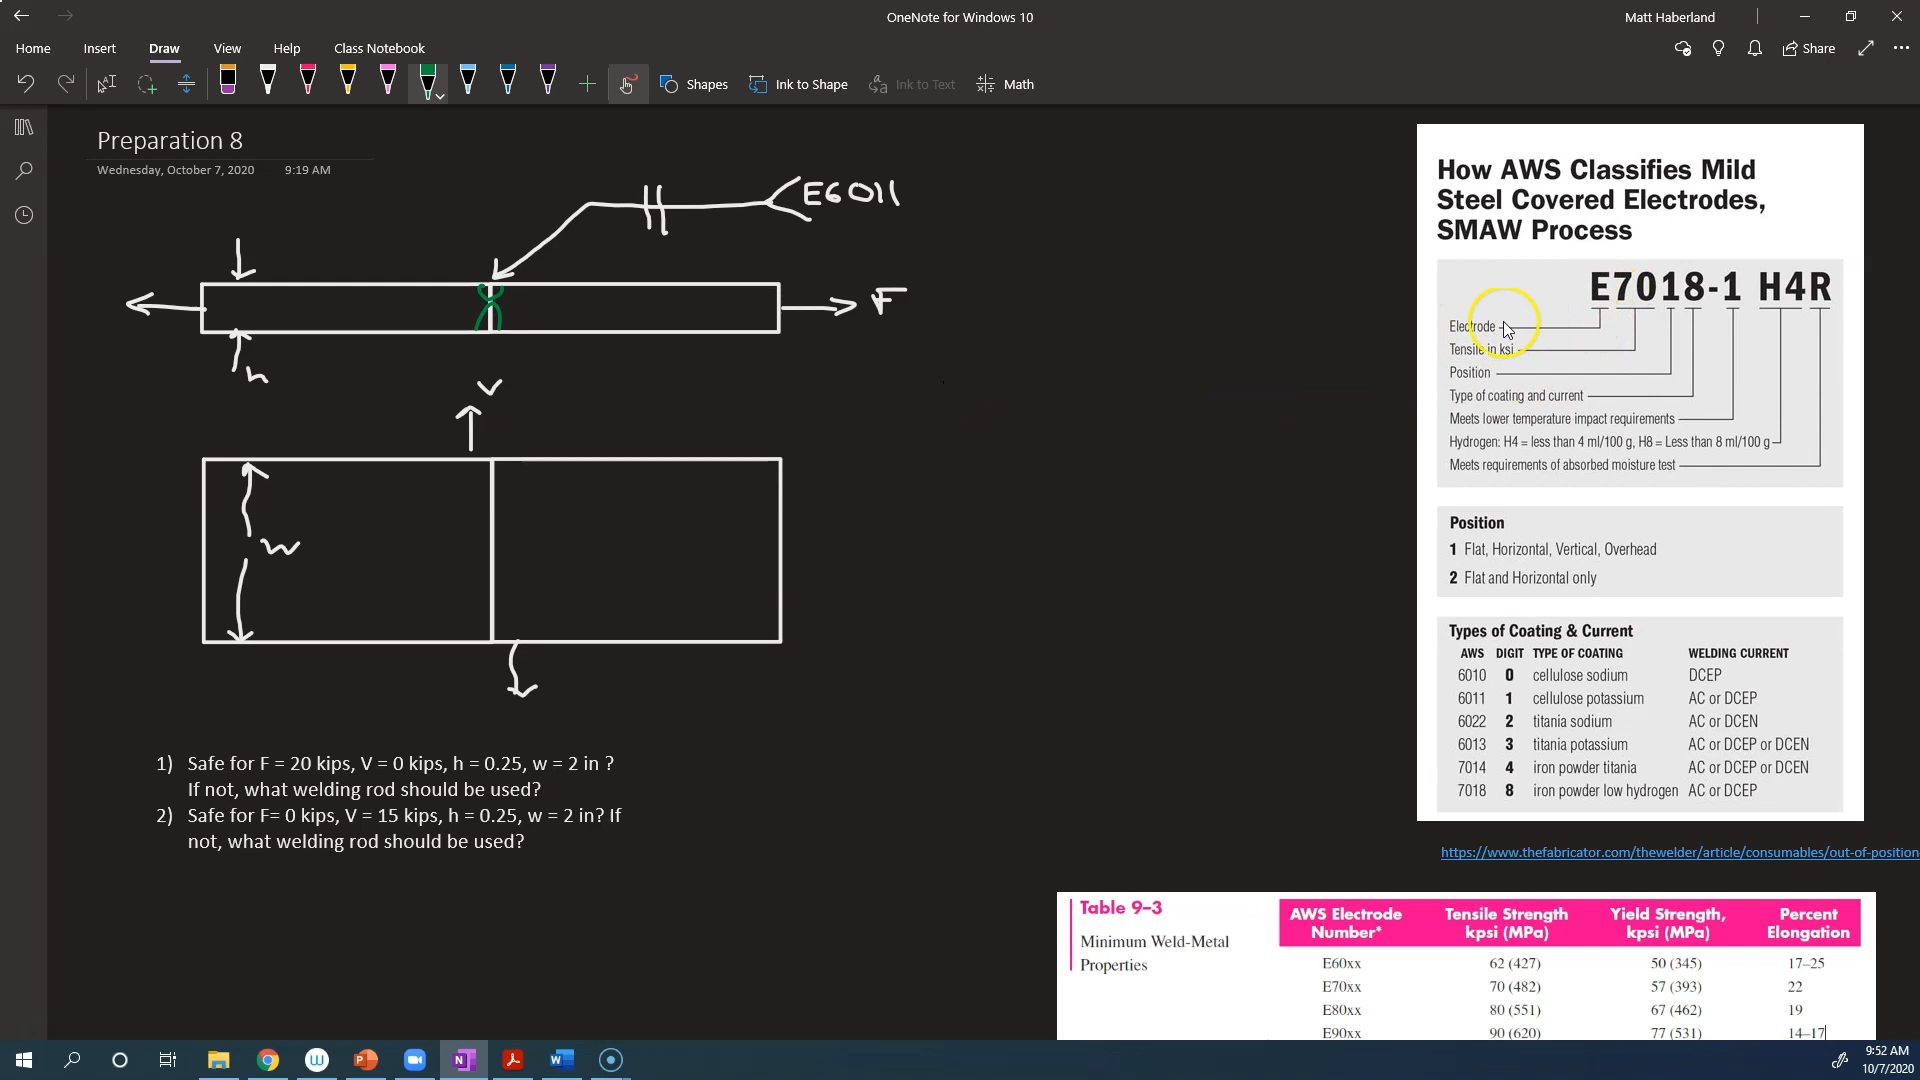 OneNote for Windows 10
Matt Haberland
Home Insert Draw View Help Class Notebook
Share
Shapes Ink to Shape Ink to Text Math
Preparation 8
Wednesday, October 7, 2020 9:19 AM
E6011
F
h
V
w
1) Safe for F = 20 kips, V = 0 kips, h = 0.25, w = 2 in ?
If not, what welding rod should be used?
2) Safe for F= 0 kips, V = 15 kips, h = 0.25, w = 2 in? If
not, what welding rod should be used?
How AWS Classifies Mild
Steel Covered Electrodes,
SMAW Process
E7018-1 H4R
Electrode
Tensile in ksi
Position
Type of coating and current
Meets lower temperature impact requirements
Hydrogen: H4 = less than 4 ml/100 g, H8 = Less than 8 ml/100 g
Meets requirements of absorbed moisture test
Position
1 Flat, Horizontal, Vertical, Overhead
2 Flat and Horizontal only
Types of Coating & Current
AWS DIGIT TYPE OF COATING WELDING CURRENT
6010 0 cellulose sodium DCEP
6011 1 cellulose potassium AC or DCEP
6022 2 titania sodium AC or DCEN
6013 3 titania potassium AC or DCEP or DCEN
7014 4 iron powder titania AC or DCEP or DCEN
7018 8 iron powder low hydrogen AC or DCEP
https://www.thefabricator.com/thewelder/article/consumables/out-of-position
Table 9–3
Minimum Weld-Metal
Properties
AWS Electrode Tensile Strength Yield Strength, Percent
Number* kpsi (MPa) kpsi (MPa) Elongation
E60xx 62 (427) 50 (345) 17–25
E70xx 70 (482) 57 (393) 22
E80xx 80 (551) 67 (462) 19
E90xx 90 (620) 77 (531) 14–17
9:52 AM
10/7/2020